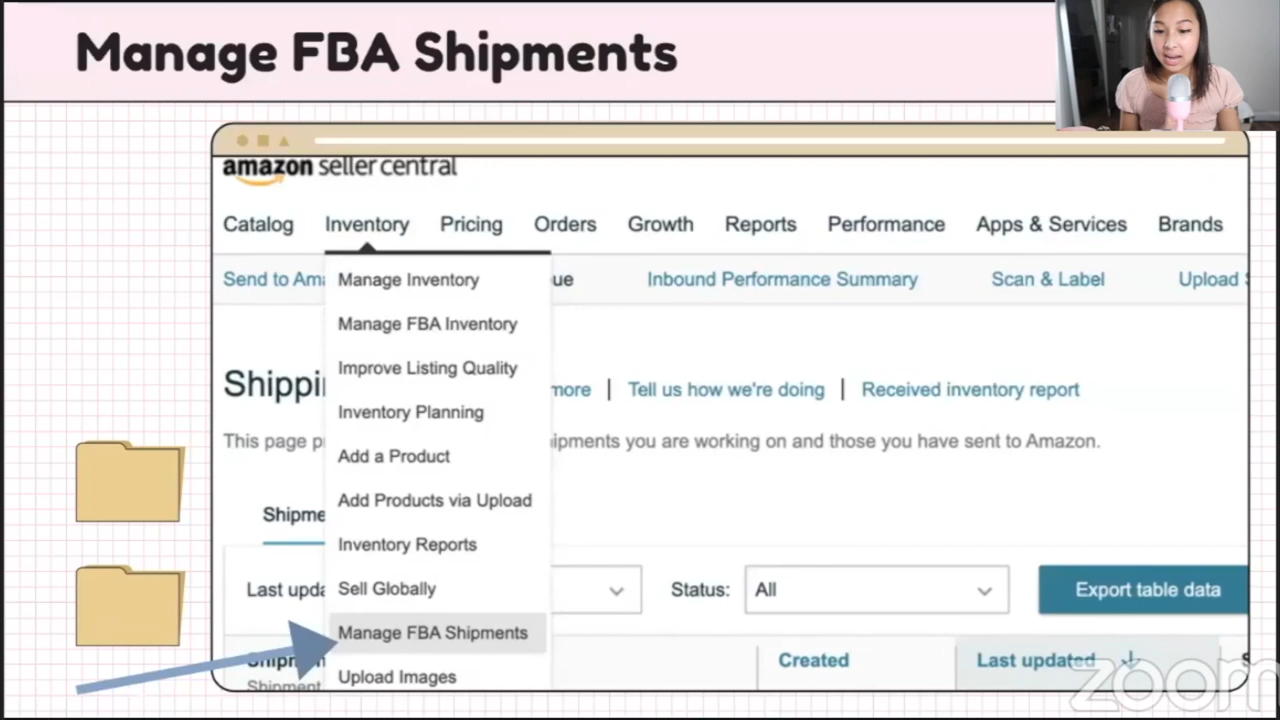 Manage FBA Shipments
amazon seller central
Catalog Inventory Pricing Orders Growth Reports Performance Apps & Services Brands
Send to Ama ue Inbound Performance Summary Scan & Label Upload
Manage Inventory
Manage FBA Inventory
Improve Listing Quality
Shippi more | Tell us how we're doing | Received inventory report
Inventory Planning
This page p ipments you are working on and those you have sent to Amazon.
Add a Product
Add Products via Upload
Shipme
Inventory Reports
Last upda Sell Globally Status: All Export table data
Manage FBA Shipments
Created Last updated
Shipment Upload Images
zoom